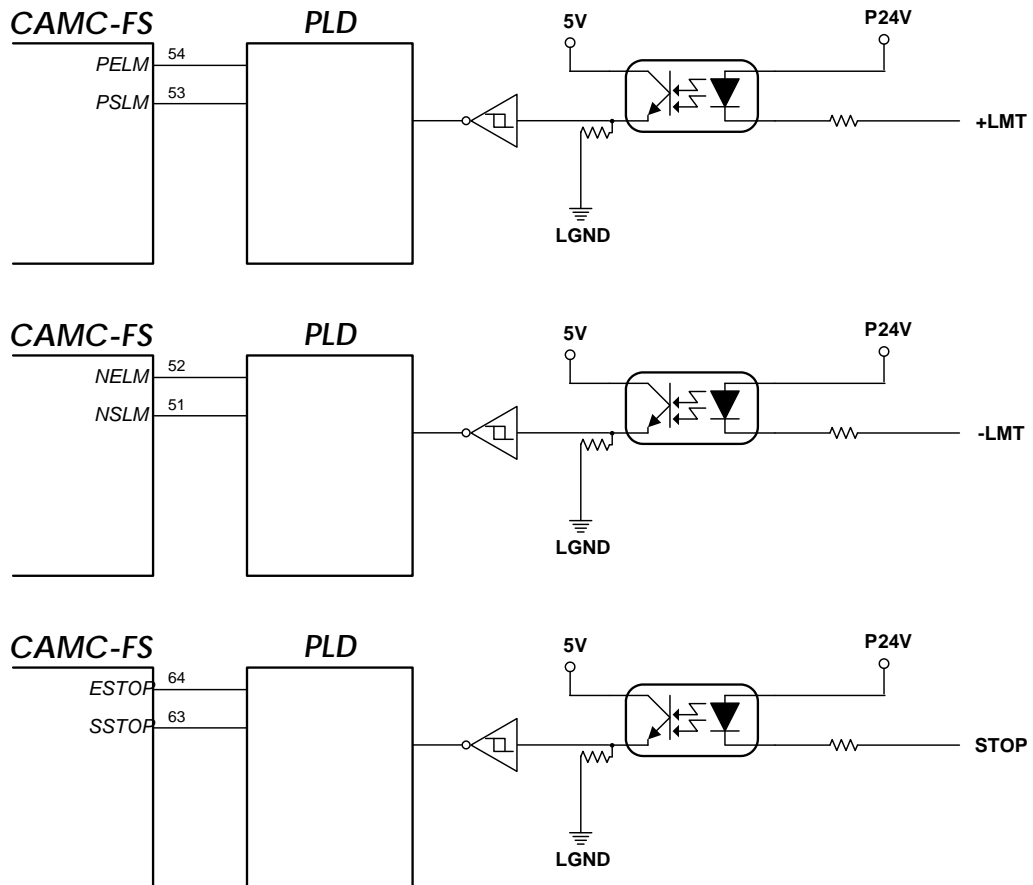 CAMC-FS PLD 5V P24V
PELM 54
PSLM 53
+LMT
LGND
CAMC-FS PLD 5V P24V
NELM 52
NSLM 51
-LMT
LGND
CAMC-FS PLD 5V P24V
ESTOP 64
SSTOP 63
STOP
LGND